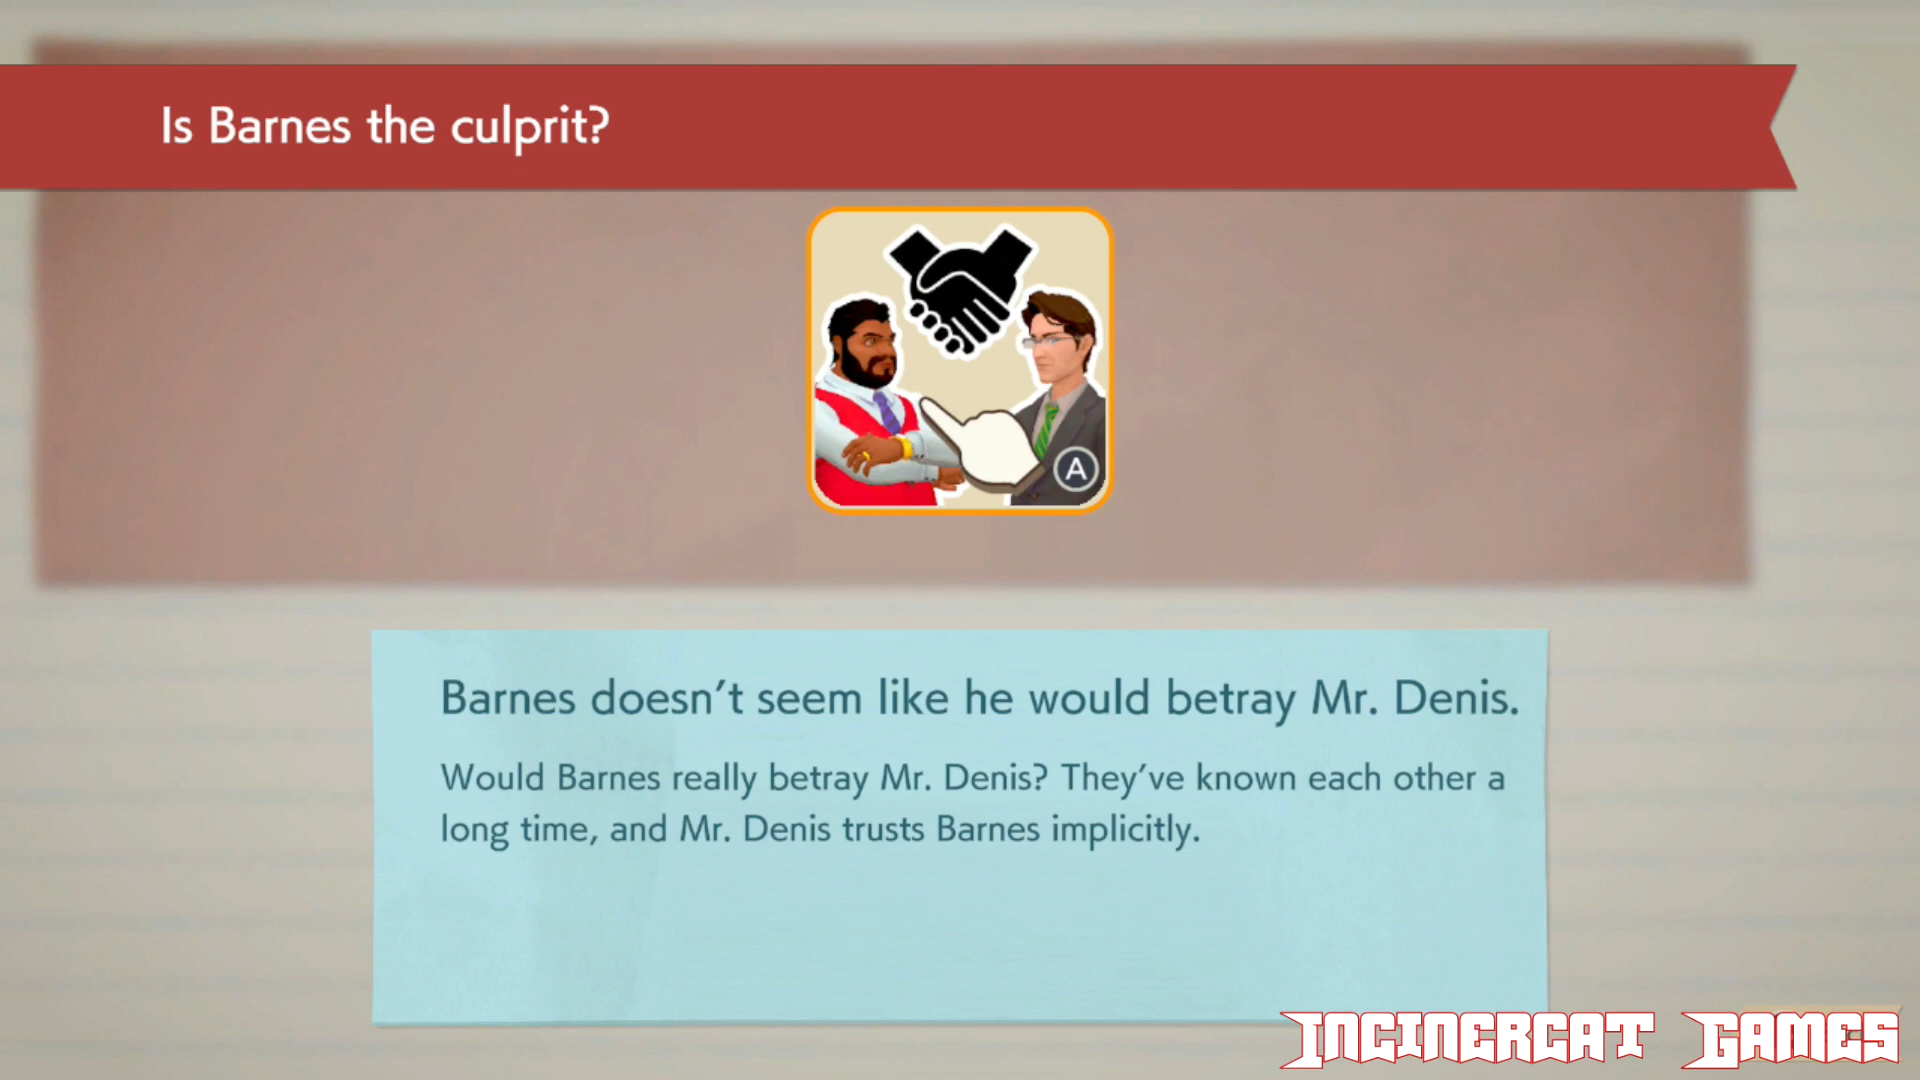 Is Barnes the culprit?
A
Barnes doesn't seem like he would betray Mr. Denis.
Would Barnes really betray Mr. Denis? They've known each other a
long time, and Mr. Denis trusts Barnes implicitly.
INCINERCAT GAMES